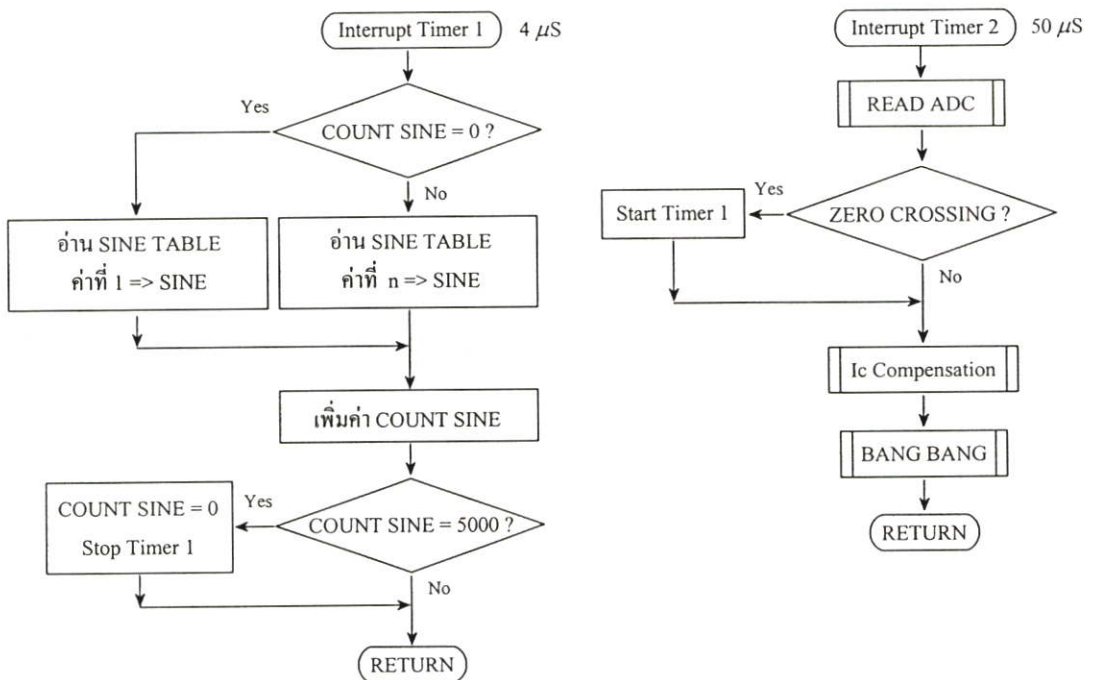 Interrupt Timer 1
4 μS
COUNT SINE = 0 ?
Yes
No
อ่าน SINE TABLE
ค่าที่ 1 => SINE
อ่าน SINE TABLE
ค่าที่ n => SINE
เพิ่มค่า COUNT SINE
COUNT SINE = 5000 ?
Yes
COUNT SINE = 0
Stop Timer 1
No
RETURN
Interrupt Timer 2
50 μS
READ ADC
ZERO CROSSING ?
Yes
Start Timer 1
No
Ic Compensation
BANG BANG
RETURN